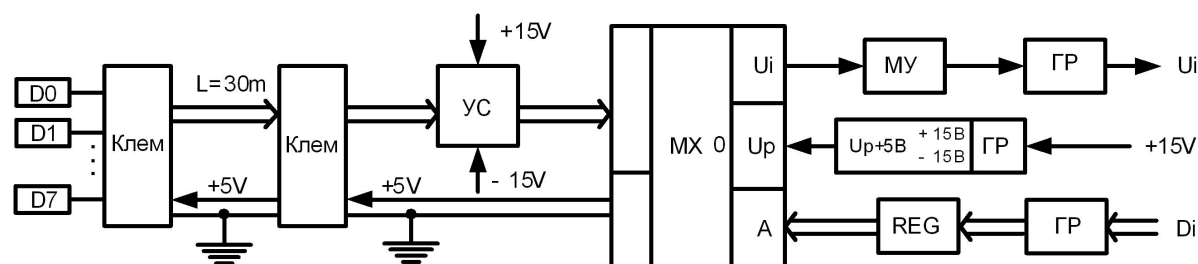 +15V
D0
D1
D7
Клем
L=30m
Клем
УС
- 15V
+5V
+5V
MX 0
Ui
Up
A
МУ
ГР
Ui
Up+5В
+ 15В
- 15В
ГР
+15V
REG
ГР
Di